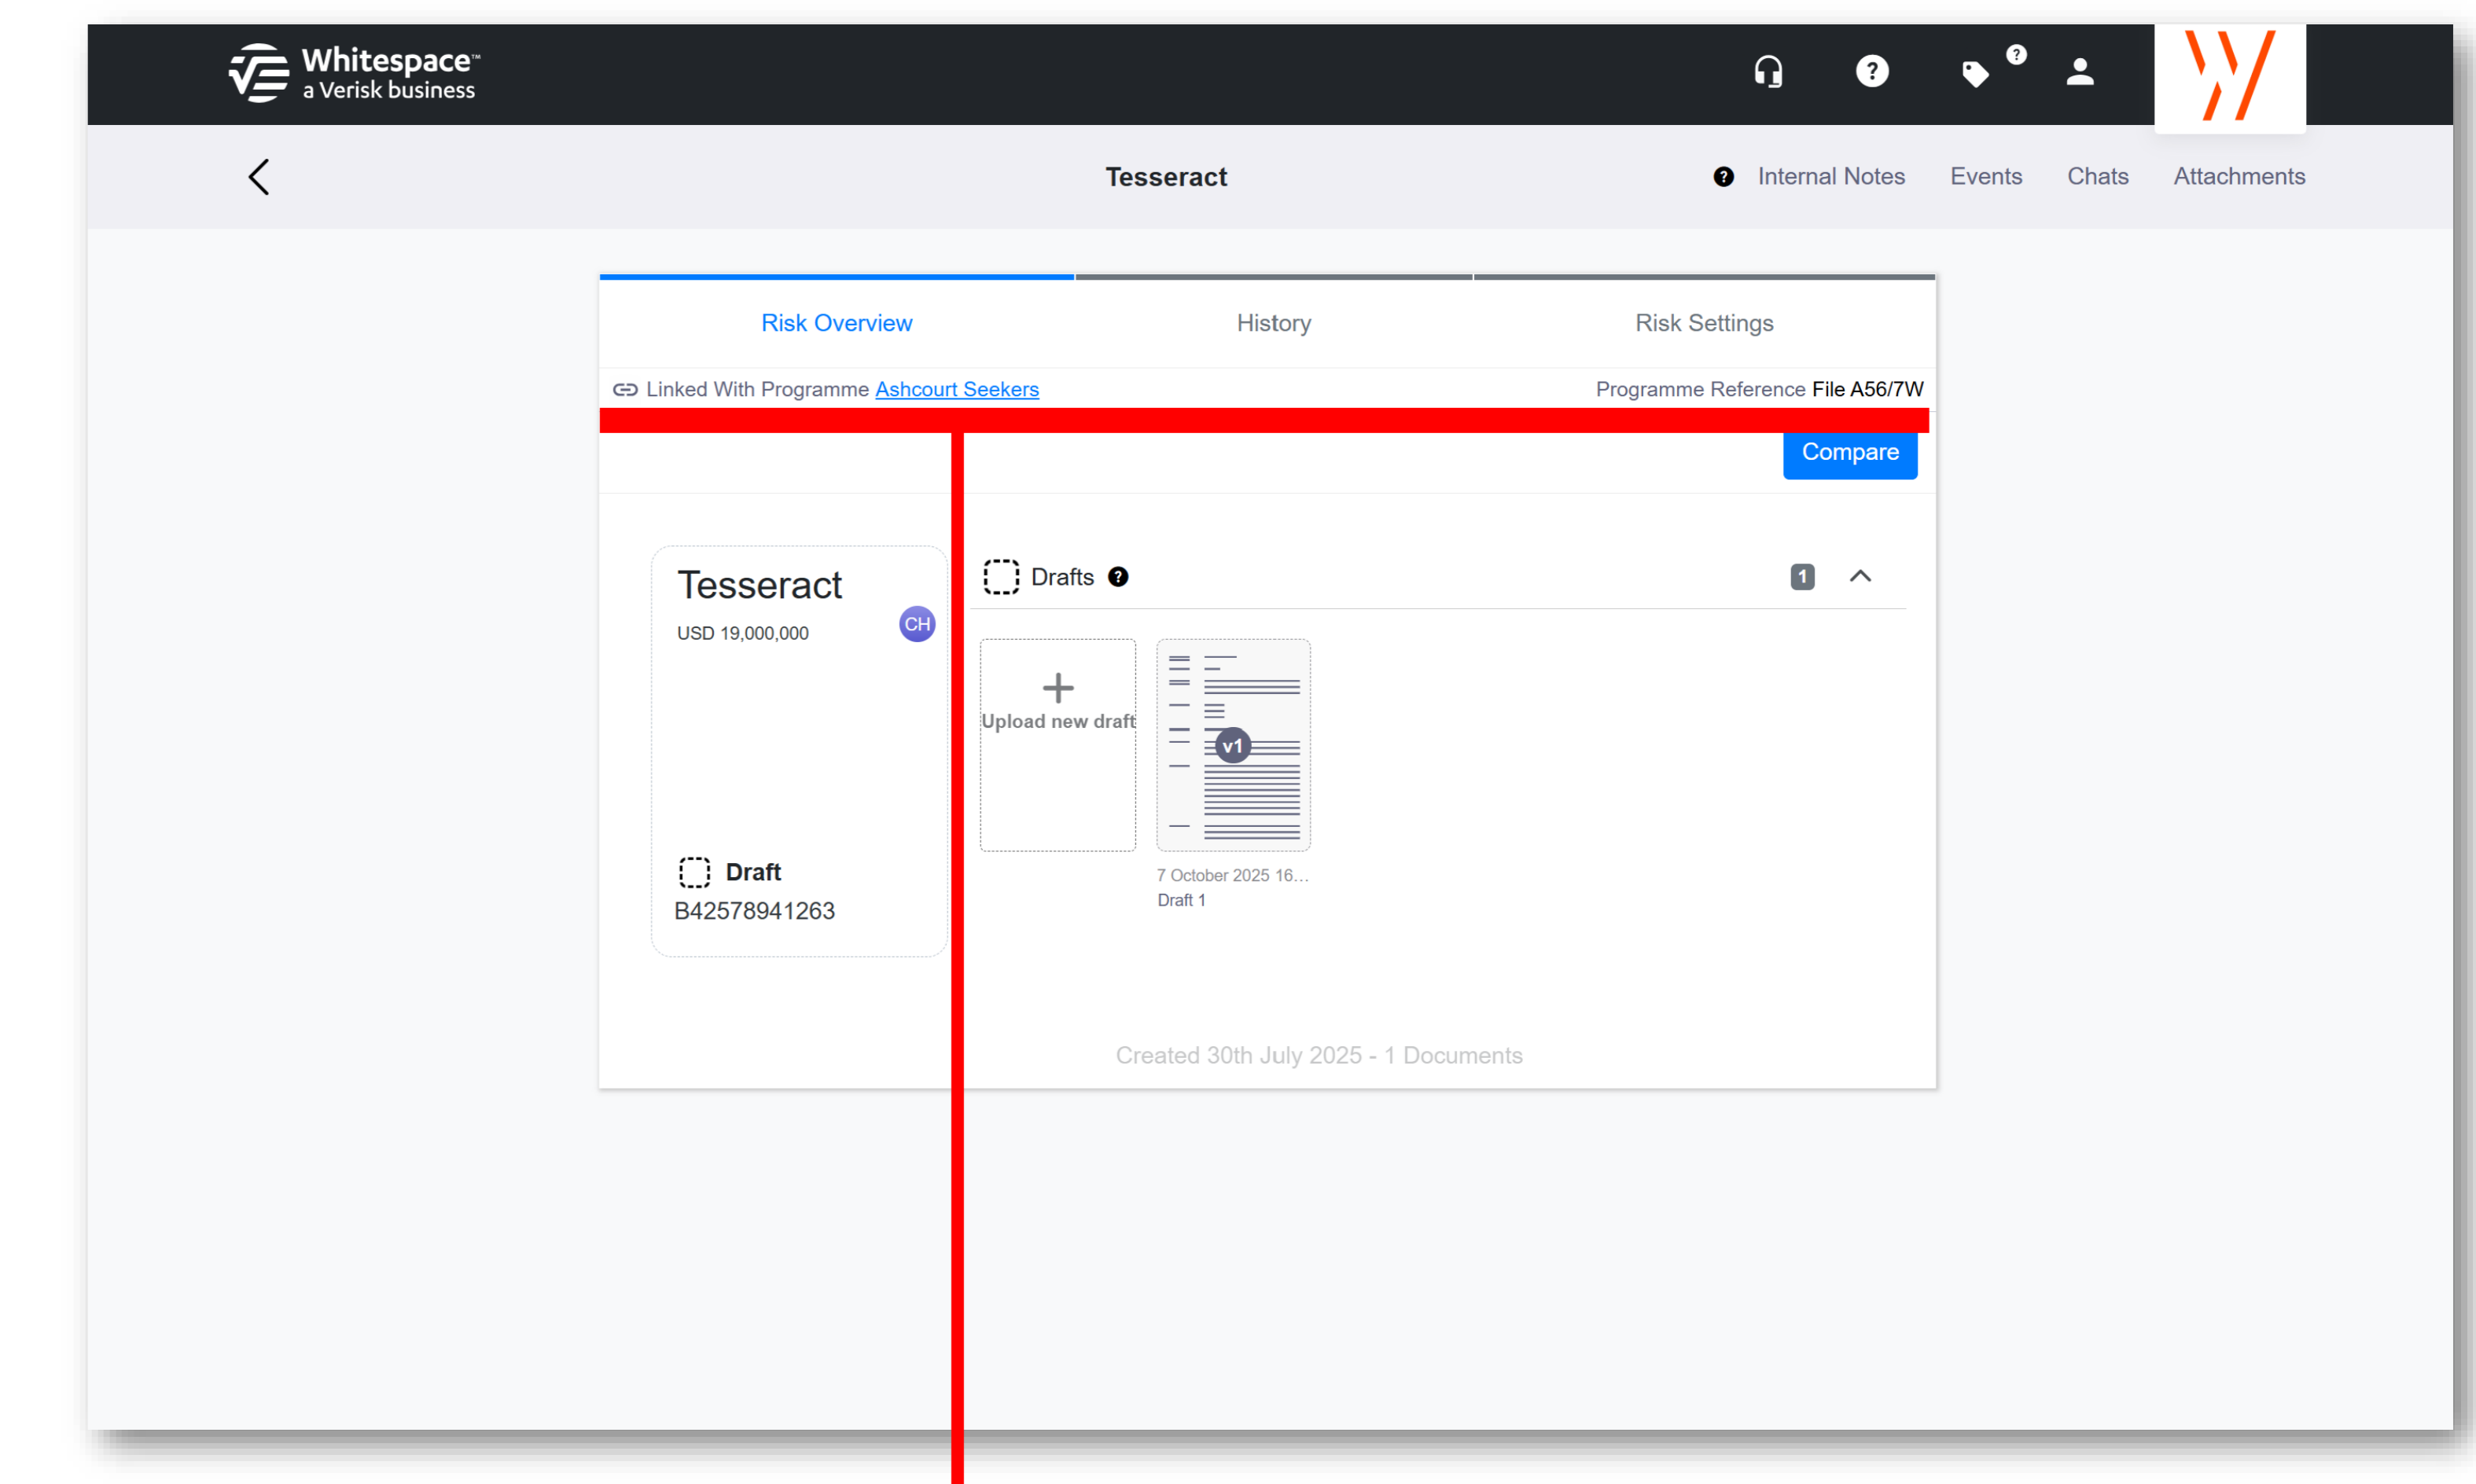 Whitespace™
a Verisk business
Tesseract
Internal Notes Events Chats Attachments
Risk Overview History Risk Settings
Linked With Programme Ashcourt Seekers Programme Reference File A56/7W
Compare
Tesseract
USD 19,000,000
CH
Draft
B42578941263
Drafts
1
Upload new draft
v1
7 October 2025 16...
Draft 1
Created 30th July 2025 - 1 Documents